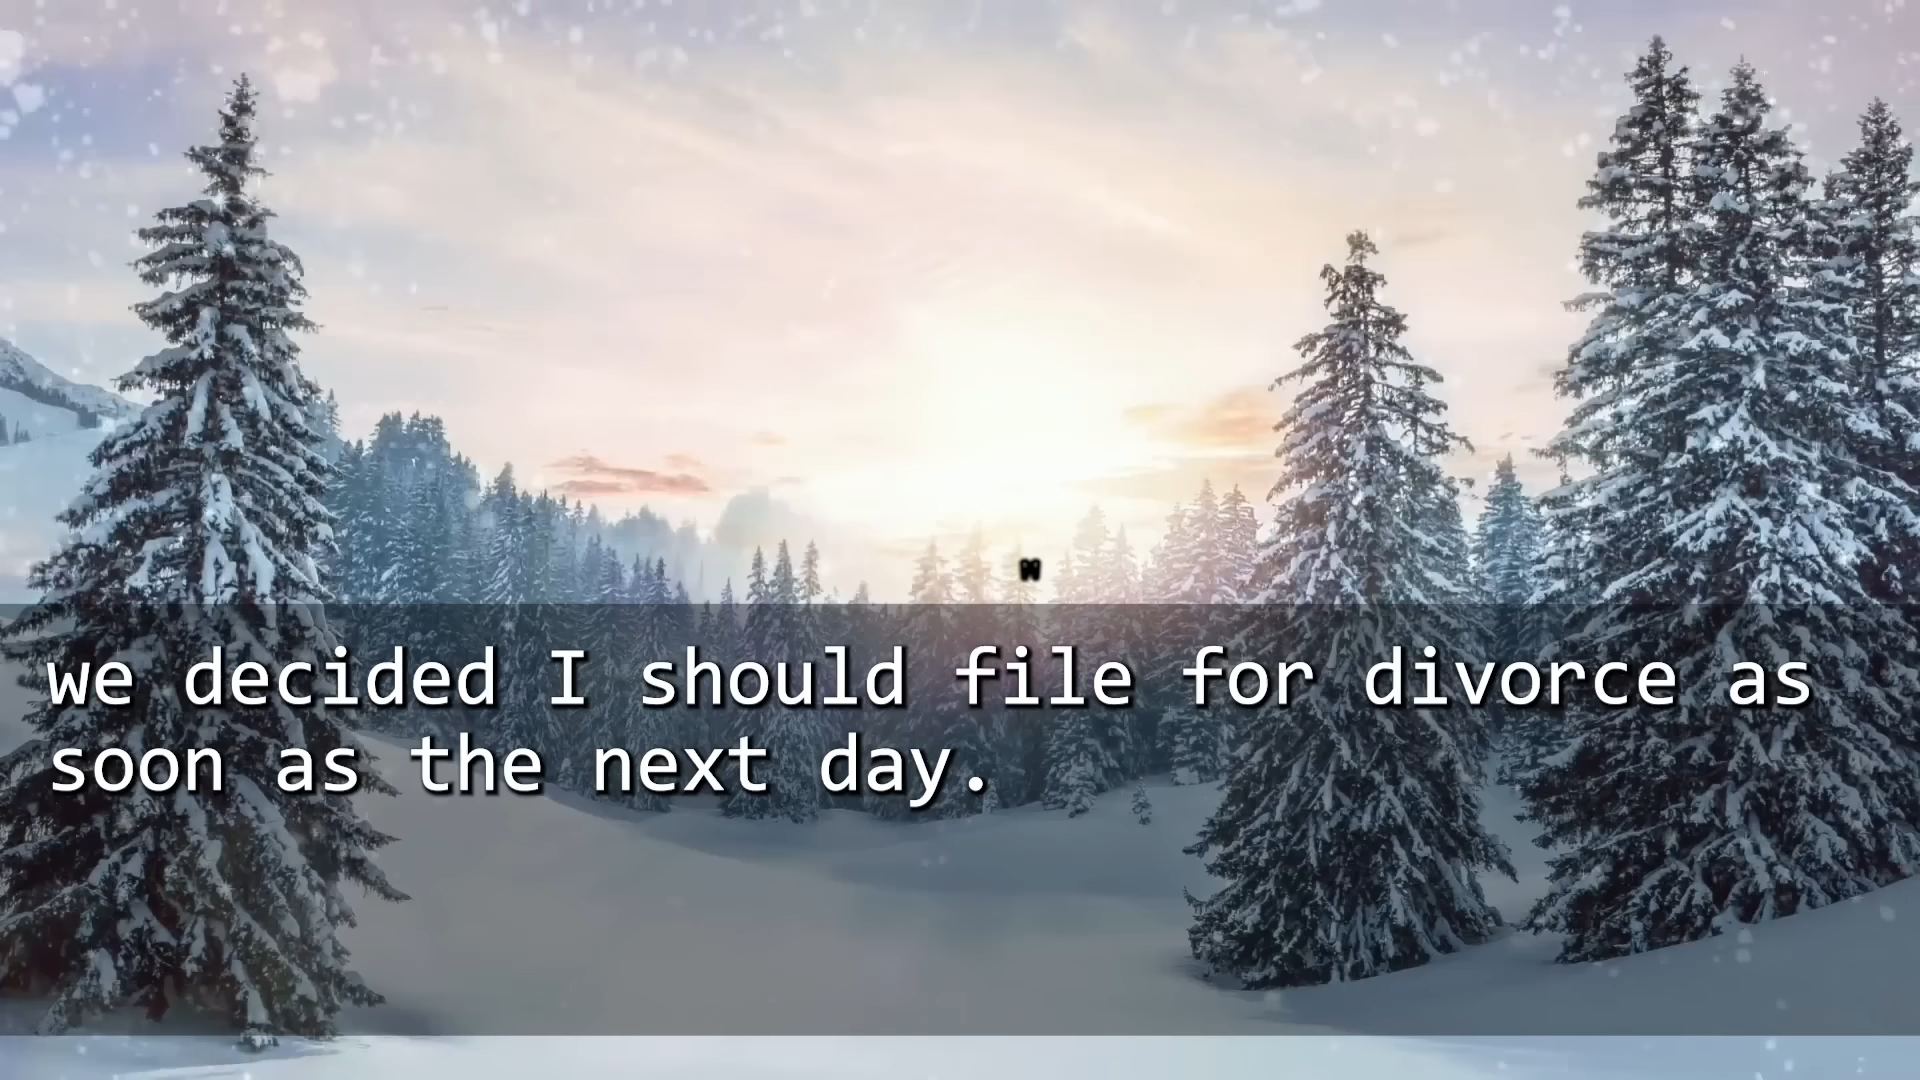 we decided I should file for divorce as
soon as the next day.